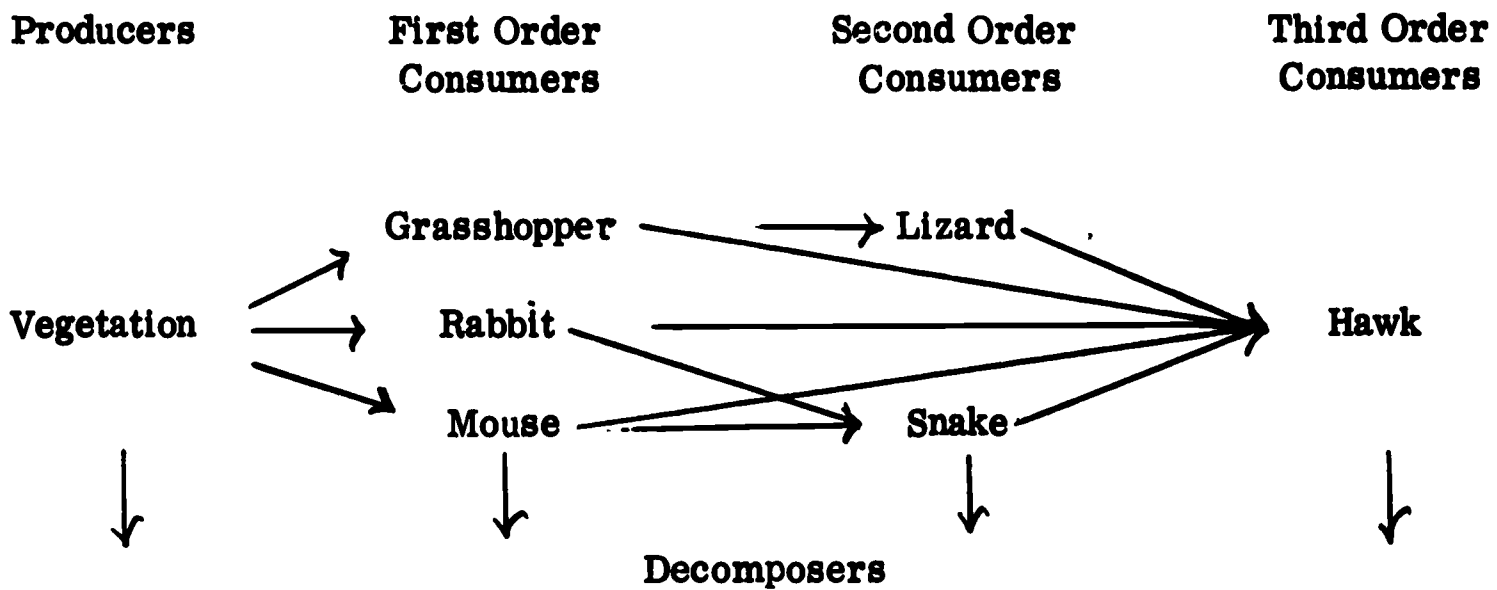 Producers
First Order
Consumers
Second Order
Consumers
Third Order
Consumers
Grasshopper
Lizard
Vegetation
Rabbit
Hawk
Mouse
Snake
Decomposers